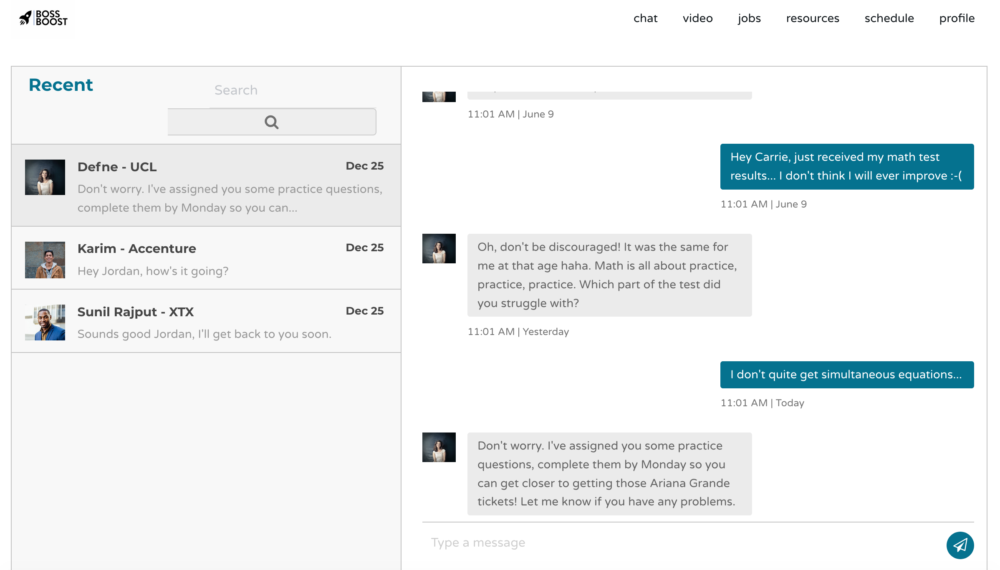 BOSS
BOOST
chat video jobs resources schedule profile
Recent
Search
Defne - UCL
Dec 25
Don't worry. I've assigned you some practice questions,
complete them by Monday so you can...
Karim - Accenture
Dec 25
Hey Jordan, how's it going?
Sunil Rajput - XTX
Dec 25
Sounds good Jordan, I'll get back to you soon.
11:01 AM | June 9
Hey Carrie, just received my math test
results... I don't think I will ever improve :-(
11:01 AM | June 9
Oh, don't be discouraged! It was the same for
me at that age haha. Math is all about practice,
practice, practice. Which part of the test did
you struggle with?
11:01 AM | Yesterday
I don't quite get simultaneous equations...
11:01 AM | Today
Don't worry. I've assigned you some practice
questions, complete them by Monday so you
can get closer to getting those Ariana Grande
tickets! Let me know if you have any problems.
Type a message